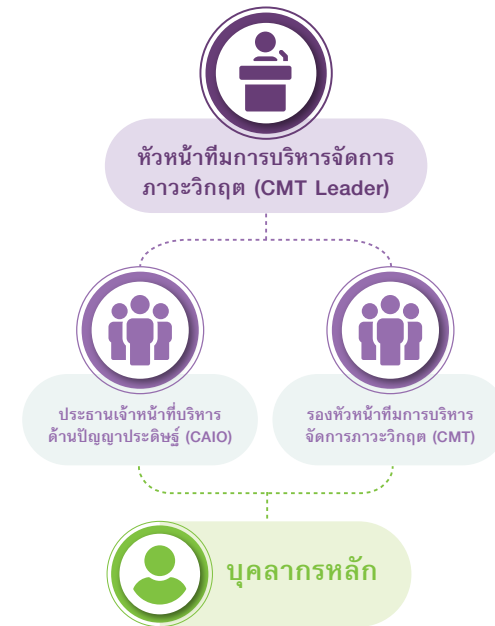 หัวหน้าทีมการบริหารจัดการ
ภาวะวิกฤต (CMT Leader)
ประธานเจ้าหน้าที่บริหาร
ด้านปัญญาประดิษฐ์ (CAIO)
รองหัวหน้าทีมการบริหาร
จัดการภาวะวิกฤต (CMT)
บุคลากรหลัก